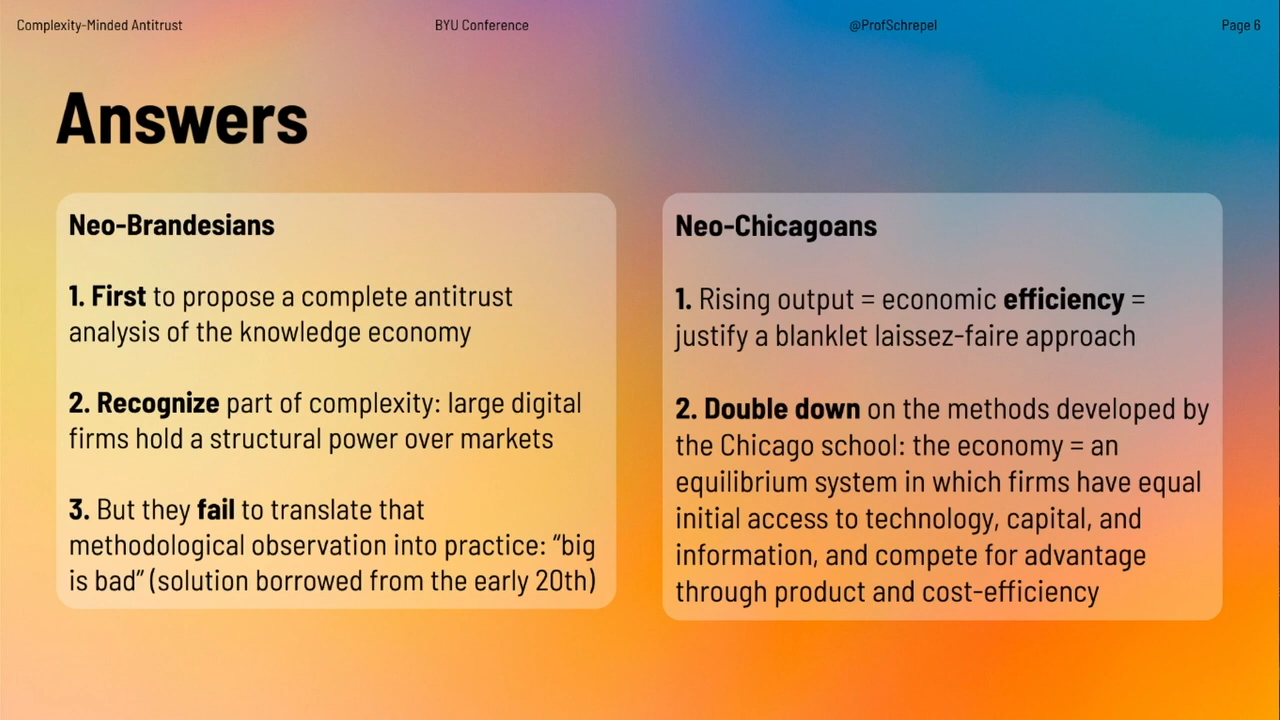 Complexity-Minded Antitrust
BYU Conference
@ProfSchrepel
Page 6
Answers
Neo-Brandesians
1. First to propose a complete antitrust
analysis of the knowledge economy
2. Recognize part of complexity: large digital
firms hold a structural power over markets
3. But they fail to translate that
methodological observation into practice: “big
is bad” (solution borrowed from the early 20th)
Neo-Chicagoans
1. Rising output = economic efficiency =
justify a blanklet laissez-faire approach
2. Double down on the methods developed by
the Chicago school: the economy = an
equilibrium system in which firms have equal
initial access to technology, capital, and
information, and compete for advantage
through product and cost-efficiency